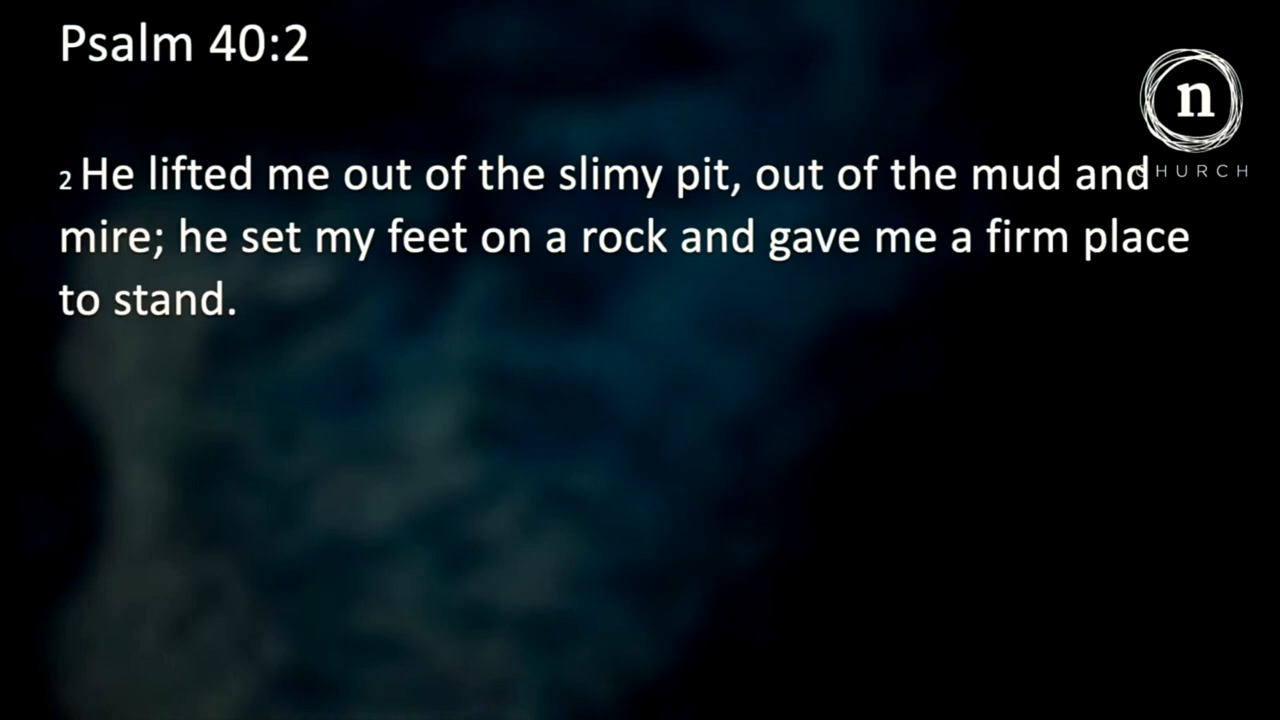 Psalm 40:2
n
CHURCH
2 He lifted me out of the slimy pit, out of the mud and
mire; he set my feet on a rock and gave me a firm place
to stand.